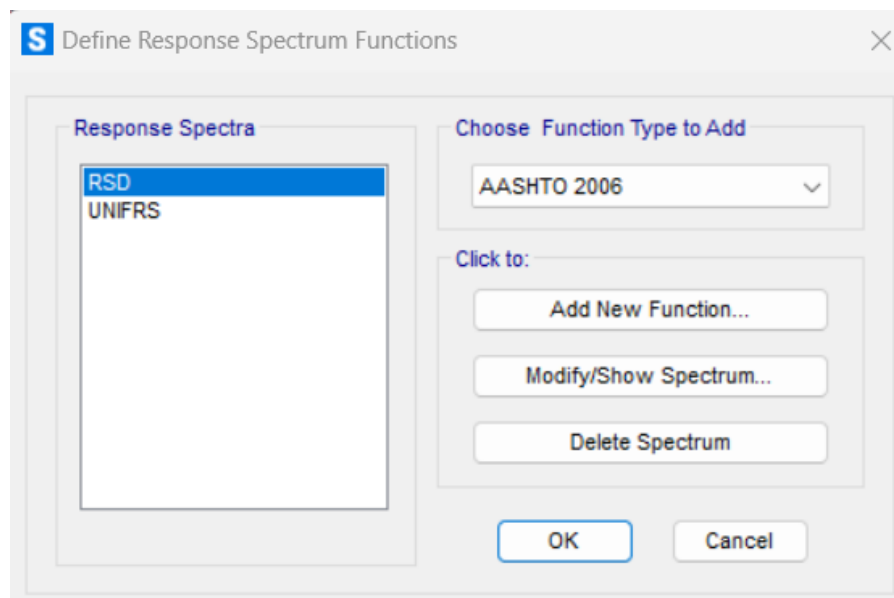 S Define Response Spectrum Functions
Response Spectra
RSD
UNIFRS
Choose Function Type to Add
AASHTO 2006
Click to:
Add New Function...
Modify/Show Spectrum...
Delete Spectrum
OK
Cancel